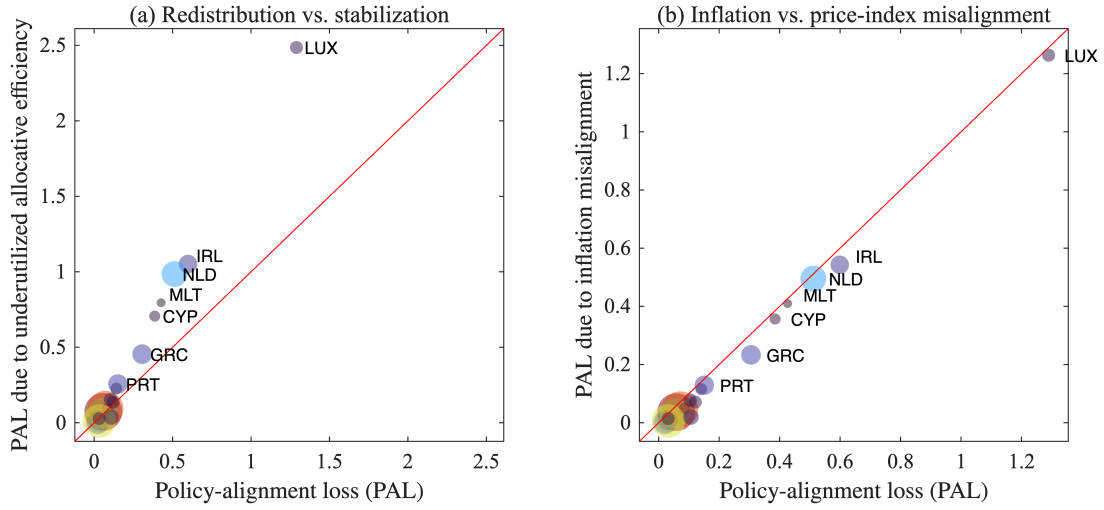 (a) Redistribution vs. stabilization
PAL due to underutilized allocative efficiency
2.5
2
1.5
1
0.5
0
LUX
IRL
NLD
MLT
CYP
GRC
PRT
0
0.5
1
1.5
2
2.5
Policy-alignment loss (PAL)
(b) Inflation vs. price-index misalignment
PAL due to inflation misalignment
1.2
1
0.8
0.6
0.4
0.2
0
LUX
IRL
NLD
MLT
CYP
GRC
PRT
0
0.2
0.4
0.6
0.8
1
1.2
Policy-alignment loss (PAL)